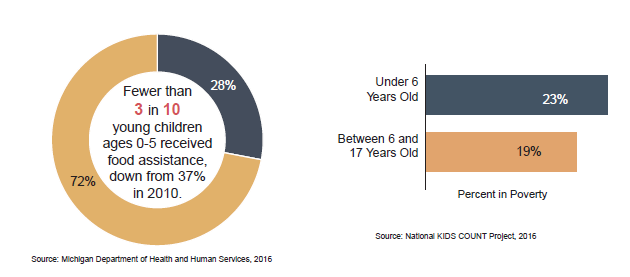 28%
Fewer than
3 in 10
young children
ages 0-5 received
food assistance,
down from 37%
in 2010.
72%
Source: Michigan Department of Health and Human Services, 2016
Under 6
Years Old
23%
Between 6 and
17 Years Old
19%
Percent in Poverty
Source: National KIDS COUNT Project, 2016